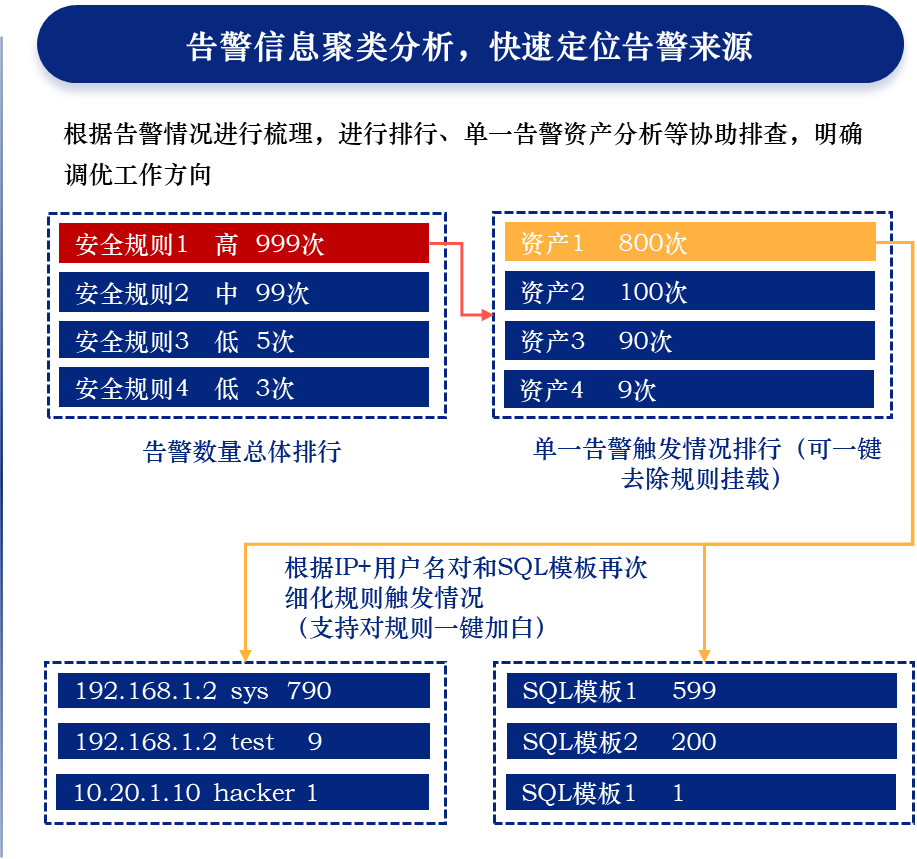 告警信息聚类分析，快速定位告警来源
根据告警情况进行梳理，进行排行、单一告警资产分析等协助排查，明确
调优工作方向
安全规则1 高 999次
安全规则2 中 99次
安全规则3 低 5次
安全规则4 低 3次
告警数量总体排行
资产1 800次
资产2 100次
资产3 90次
资产4 9次
单一告警触发情况排行（可一键
去除规则挂载）
根据IP+用户名对和SQL模板再次
细化规则触发情况
（支持对规则一键加白）
192.168.1.2 sys 790
192.168.1.2 test 9
10.20.1.10 hacker 1
SQL模板1 599
SQL模板2 200
SQL模板1 1